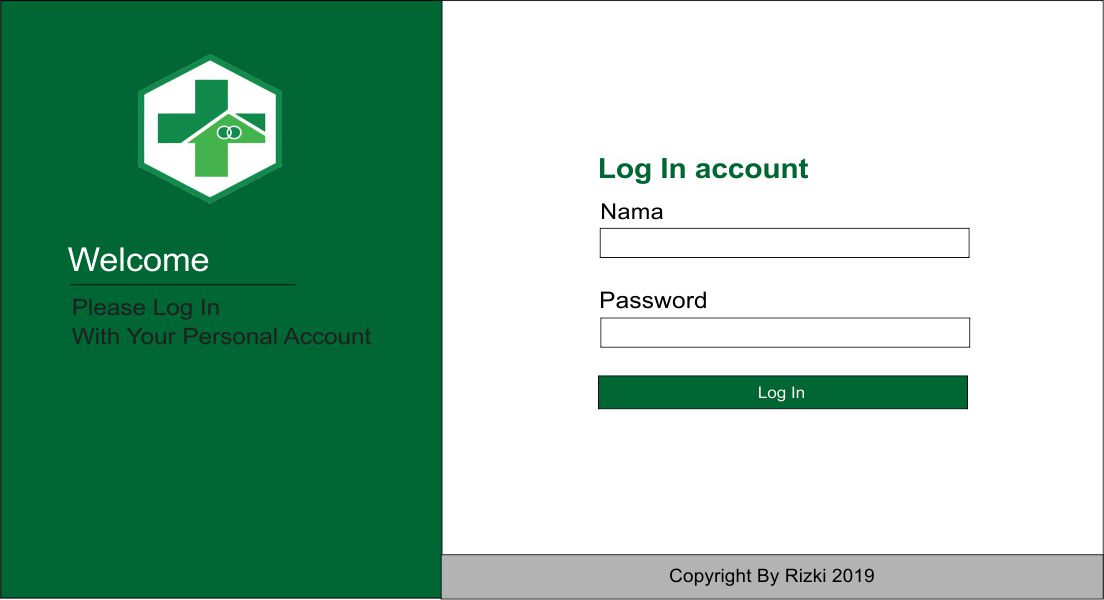 Welcome
Please Log In
With Your Personal Account
Log In account
Nama
Password
Log In
Copyright By Rizki 2019